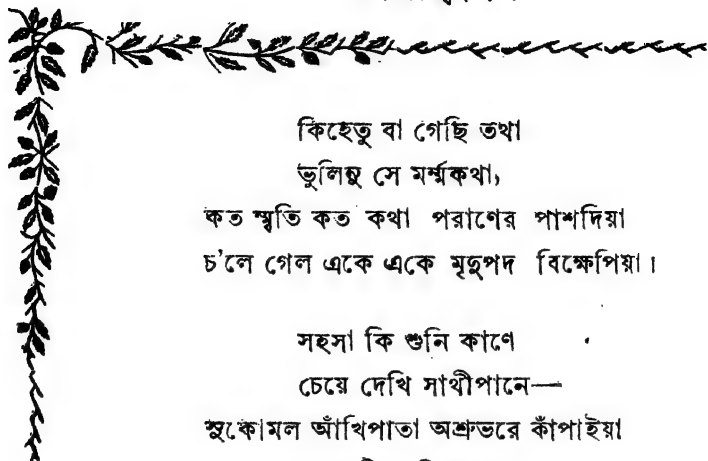 কিহেতু বা গেছি তথা
ভুলিনু সে মর্ম্মকথা,
কত স্মৃতি কত কথা পরাণের পাশদিয়া
চ'লে গেল একে একে মৃদুপদ বিক্ষেপিয়া।
সহসা কি শুনি কাণে
চেয়ে দেখি সাথীপানে—
সুকোমল আঁখিপাতা অশ্রুভরে কাঁপাইয়া